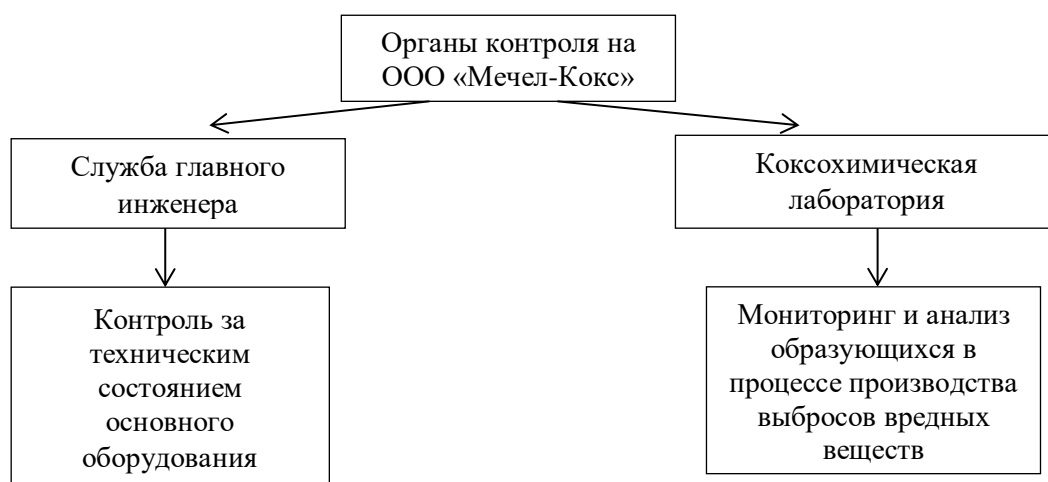 Органы контроля на
ООО «Мечел-Кокс»
Служба главного
инженера
Коксохимическая
лаборатория
Контроль за
техническим
состоянием
основного
оборудования
Мониторинг и анализ
образующихся в
процессе производства
выбросов вредных
веществ